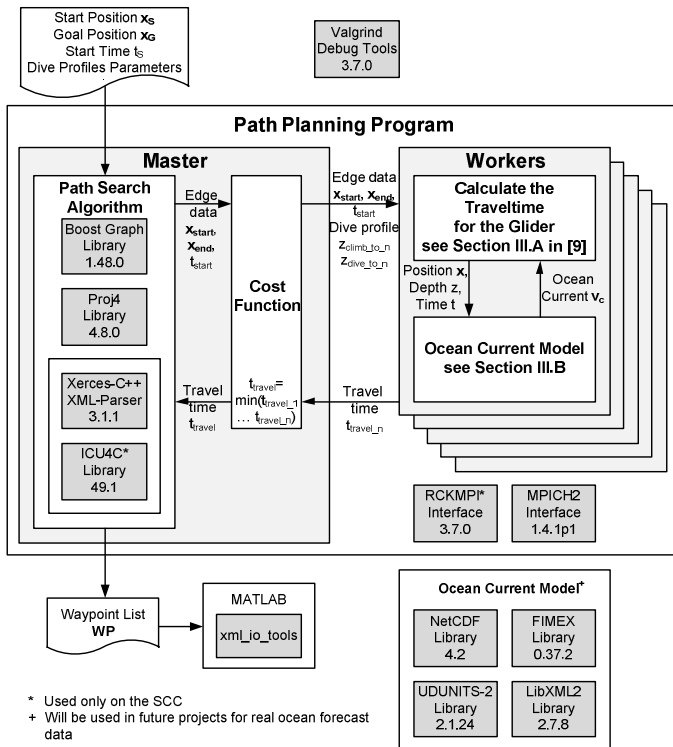 Start Position xS
Goal Position xG
Start Time tS
Dive Profiles Parameters
Valgrind
Debug Tools
3.7.0
Path Planning Program
Master
Path Search
Algorithm
Boost Graph
Library
1.48.0
Proj4
Library
4.8.0
Xerces-C++
XML-Parser
3.1.1
ICU4C*
Library
49.1
Edge
data
xstart,
xend,
tstart
Travel
time
ttravel
Cost
Function
ttravel=
min(ttravel_1
… ttravel_n)
Edge data
xstart, xend,
tstart
Dive profile
zclimb_to_n
zdive_to_n
Travel
time
ttravel_n
Workers
Calculate the
Traveltime
for the Glider
see Section III.A in [9]
Position x,
Depth z,
Time t
Ocean
Current vc
Ocean Current Model
see Section III.B
RCKMPI*
Interface
3.7.0
MPICH2
Interface
1.4.1p1
Waypoint List
WP
MATLAB
xml_io_tools
Ocean Current Model+
NetCDF
Library
4.2
FIMEX
Library
0.37.2
UDUNITS-2
Library
2.1.24
LibXML2
Library
2.7.8
* Used only on the SCC
+ Will be used in future projects for real ocean forecast
data